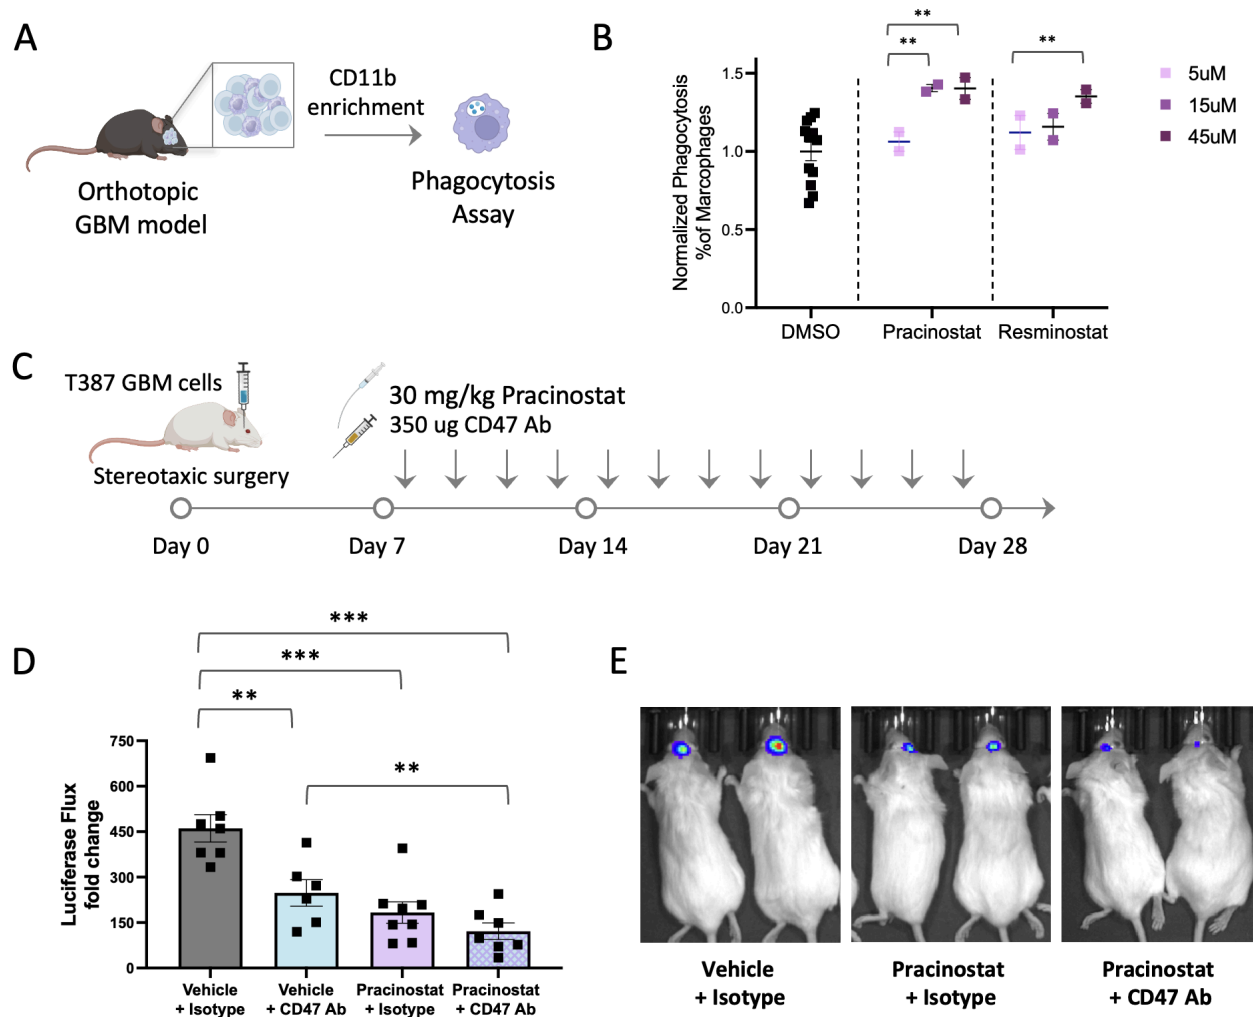 A
CD11b
enrichment
Orthotopic
GBM model
Phagocytosis
Assay
B
**
**
**
Normalized Phagocytosis
%of Marcophages
1.5
1.0
0.5
0.0
DMSO
Pracinostat
Resminostat
5uM
15uM
45uM
C
T387 GBM cells
Stereotaxic surgery
30 mg/kg Pracinostat
350 ug CD47 Ab
Day 0
Day 7
Day 14
Day 21
Day 28
D
***
***
**
**
Luciferase Flux
fold change
750
600
450
300
150
0
Vehicle
+ Isotype
Vehicle
+ CD47 Ab
Pracinostat
+ Isotype
Pracinostat
+ CD47 Ab
E
Vehicle
+ Isotype
Pracinostat
+ Isotype
Pracinostat
+ CD47 Ab